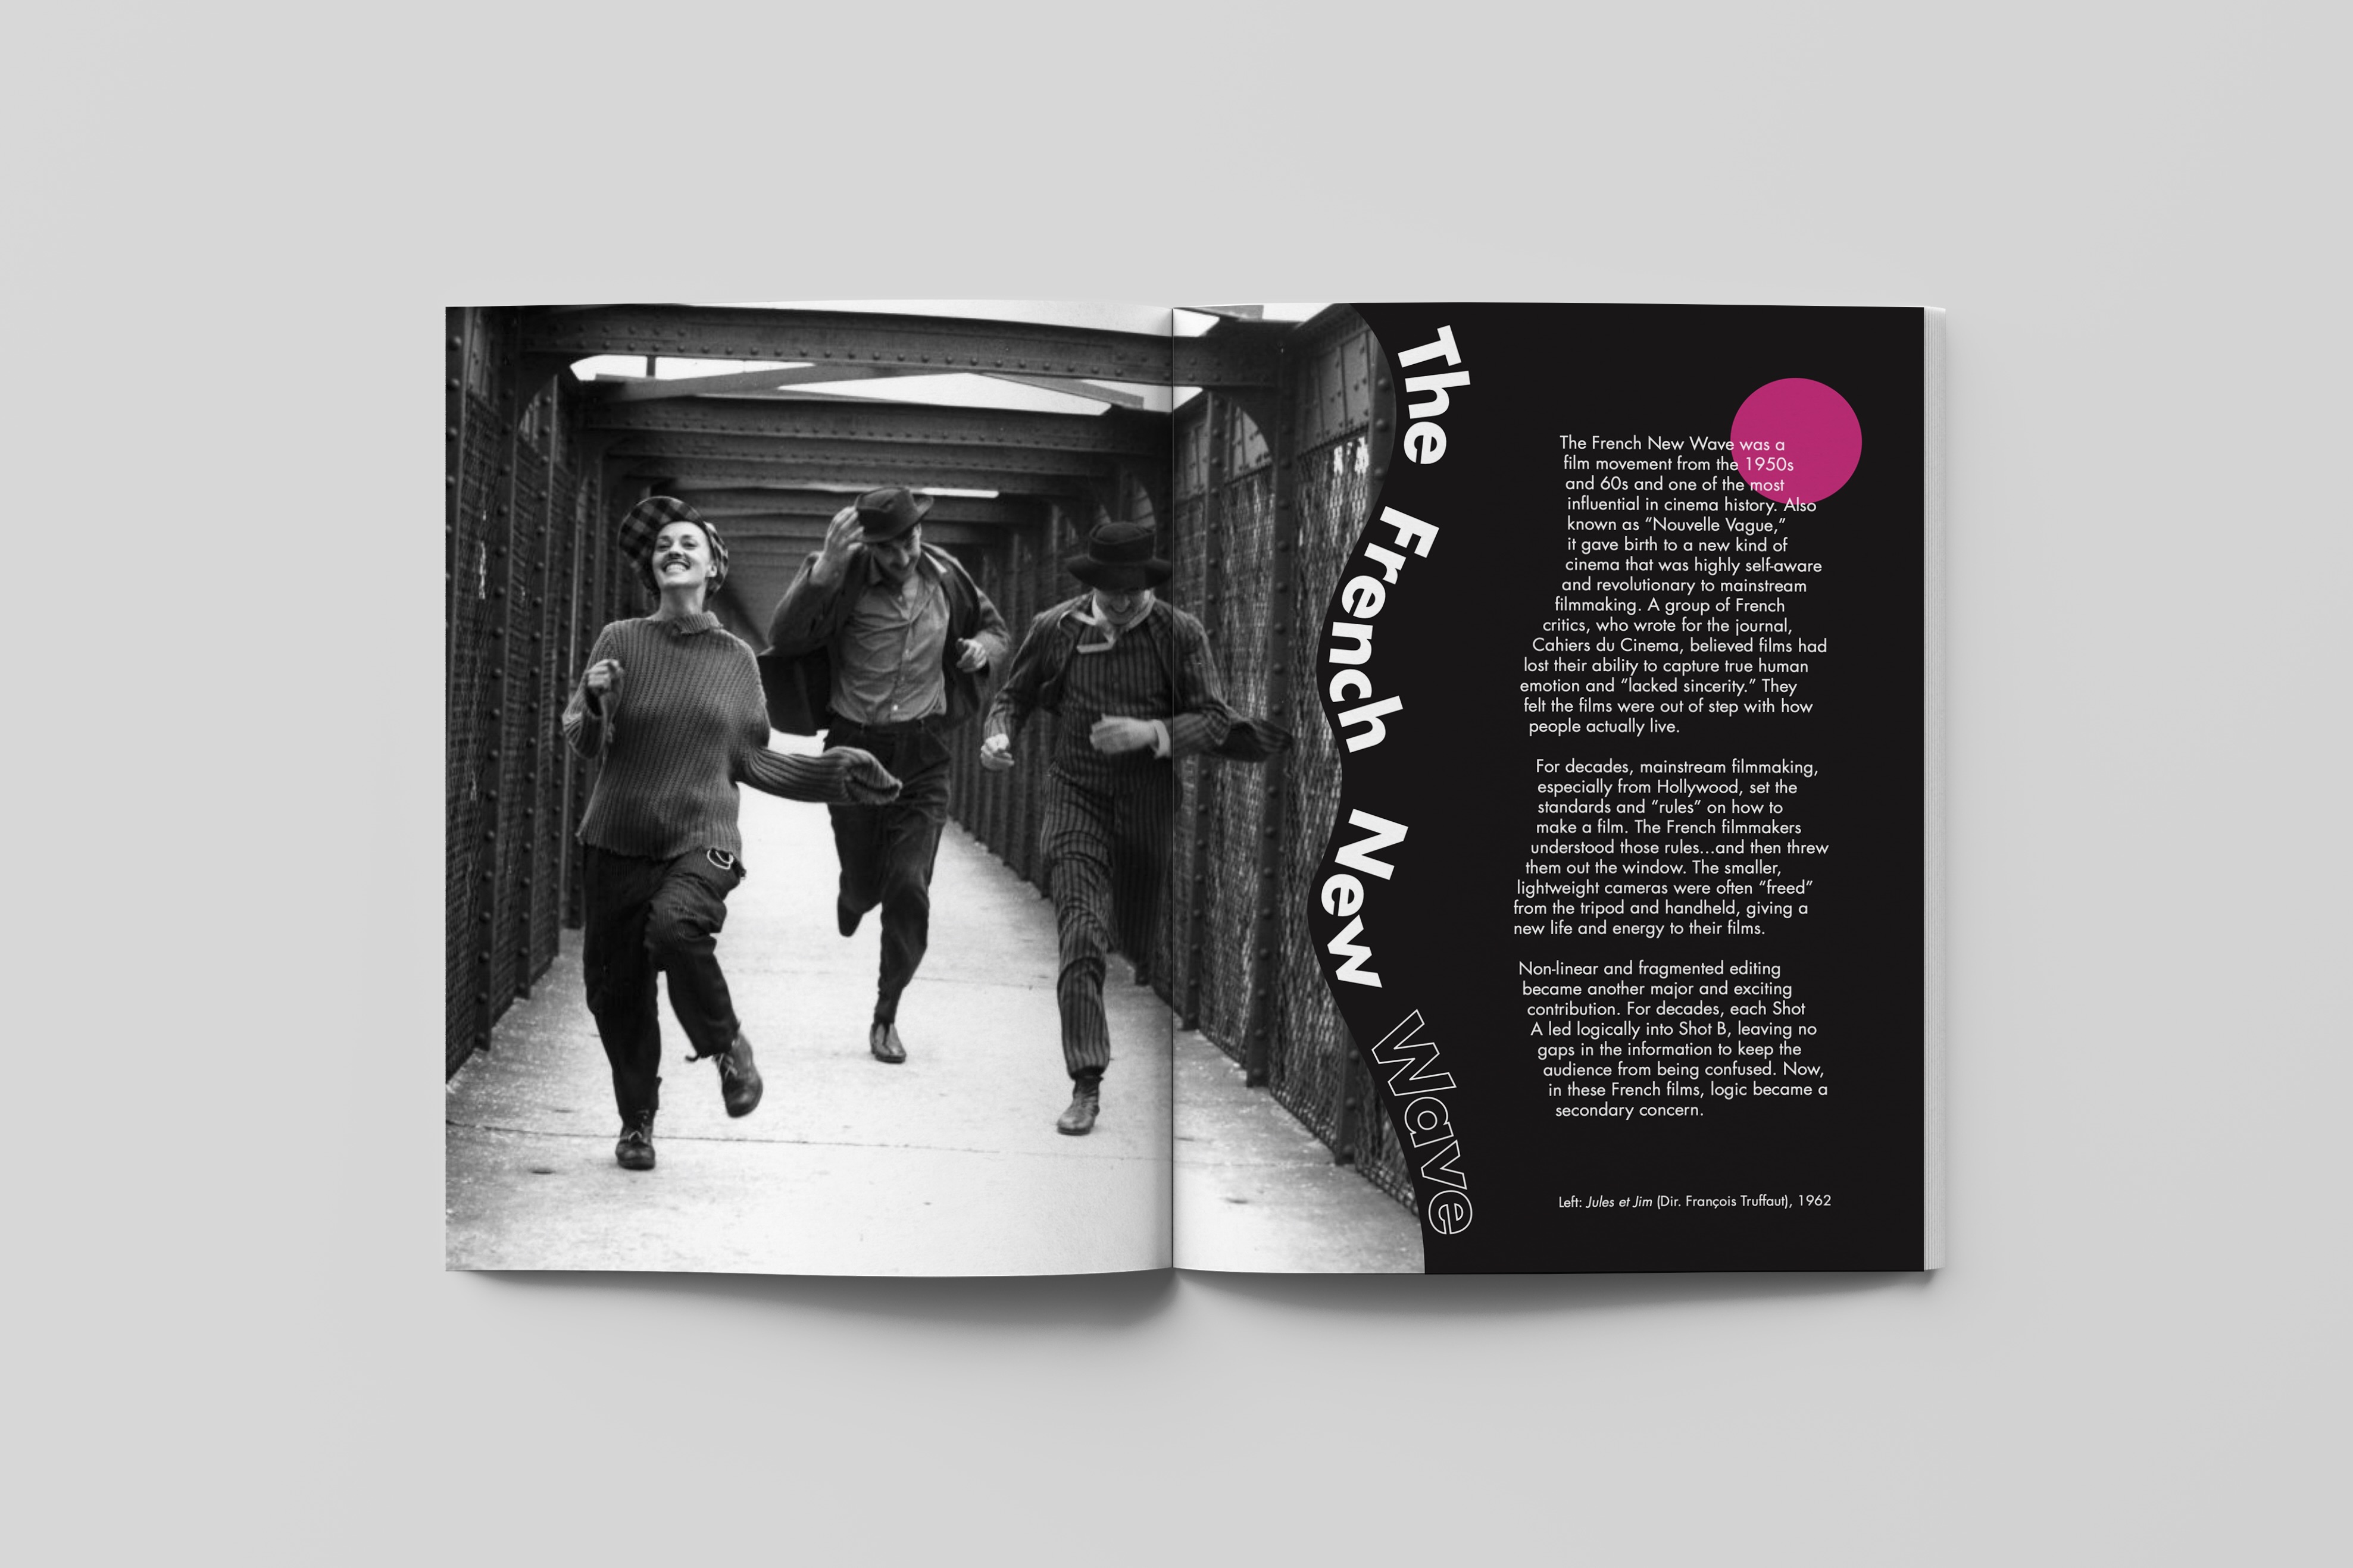 The French New Wave
The French New Wave was a
film movement from the 1950s
and 60s and one of the most
influential in cinema history. Also
known as “Nouvelle Vague,”
it gave birth to a new kind of
cinema that was highly self-aware
and revolutionary to mainstream
filmmaking. A group of French
critics, who wrote for the journal,
Cahiers du Cinema, believed films had
lost their ability to capture true human
emotion and “lacked sincerity.” They
felt the films were out of step with how
people actually live.
For decades, mainstream filmmaking,
especially from Hollywood, set the
standards and “rules” on how to
make a film. The French filmmakers
understood those rules...and then threw
them out the window. The smaller,
lightweight cameras were often “freed”
from the tripod and handheld, giving a
new life and energy to their films.
Non-linear and fragmented editing
became another major and exciting
contribution. For decades, each Shot
A led logically into Shot B, leaving no
gaps in the information to keep the
audience from being confused. Now,
in these French films, logic became a
secondary concern.
Left: Jules et Jim (Dir. François Truffaut), 1962